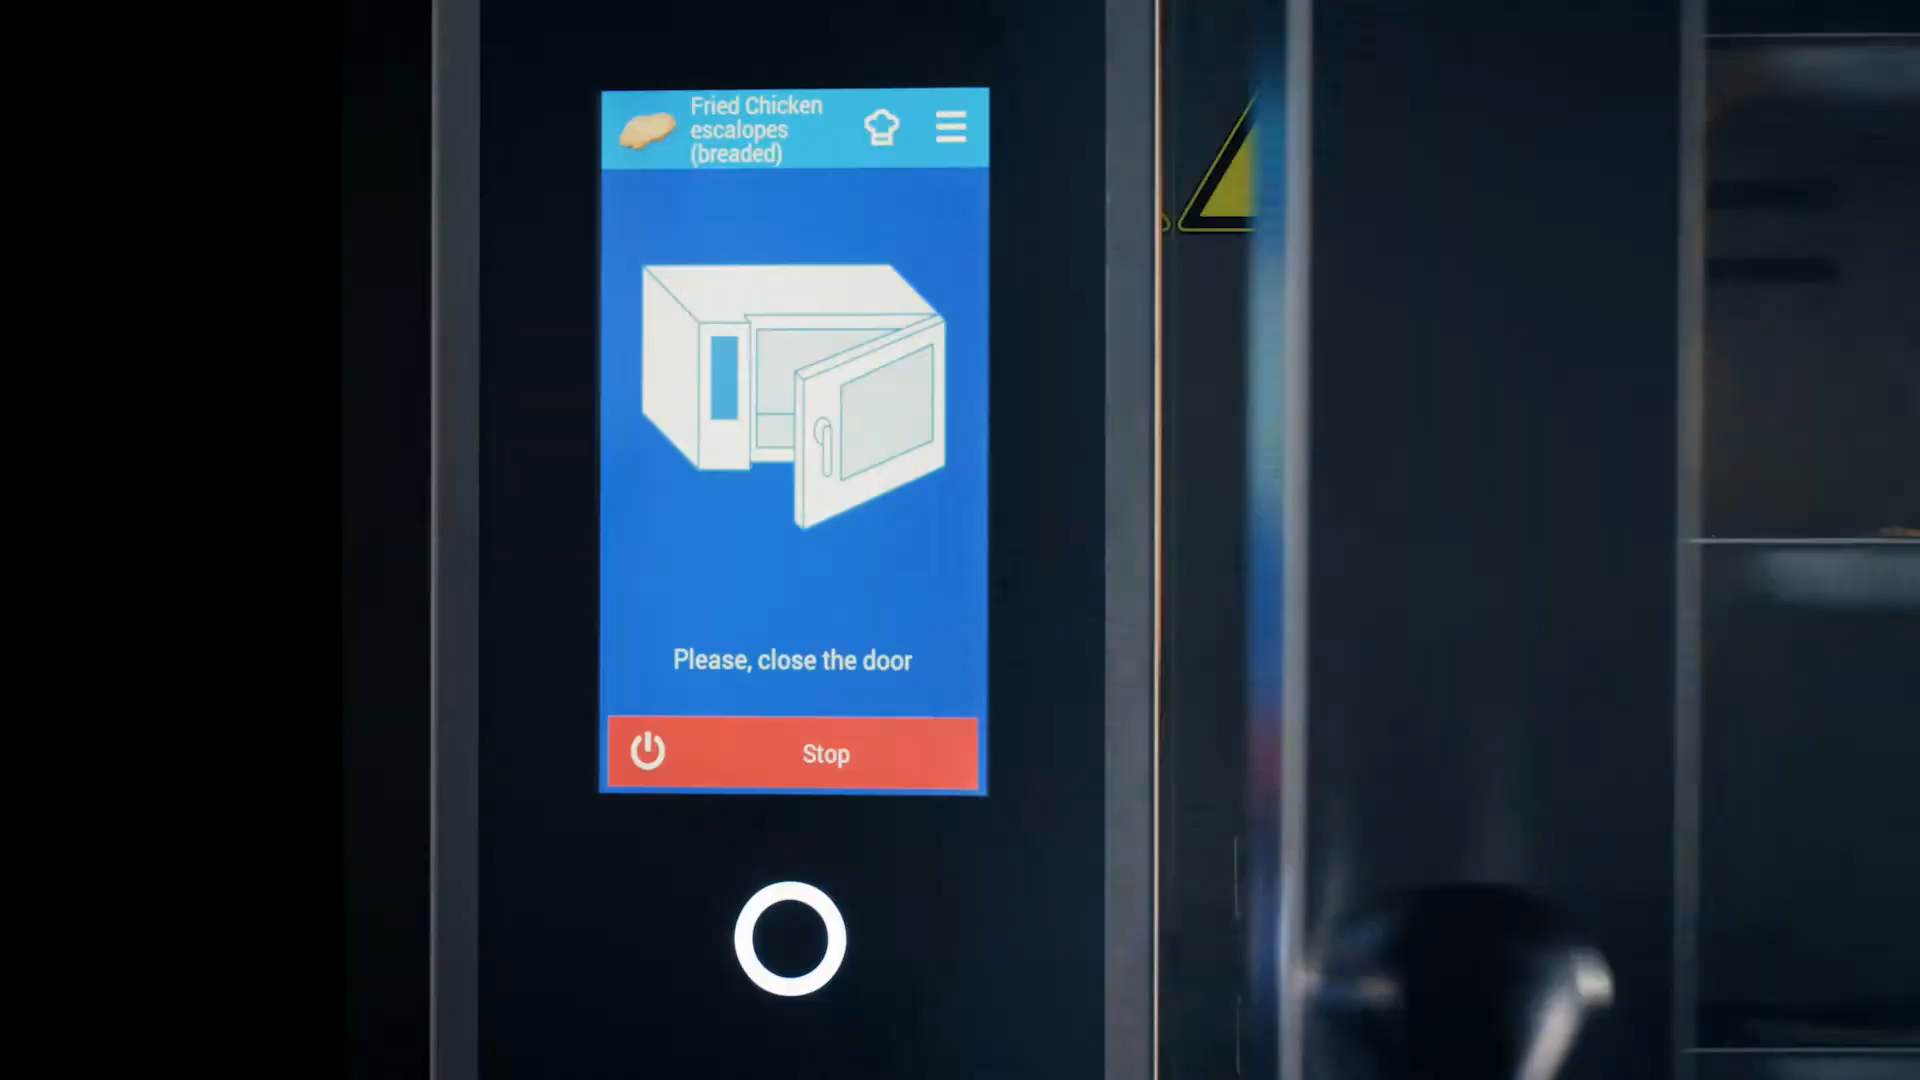 Fried Chicken
escalopes
(breaded)
Please, close the door
Stop